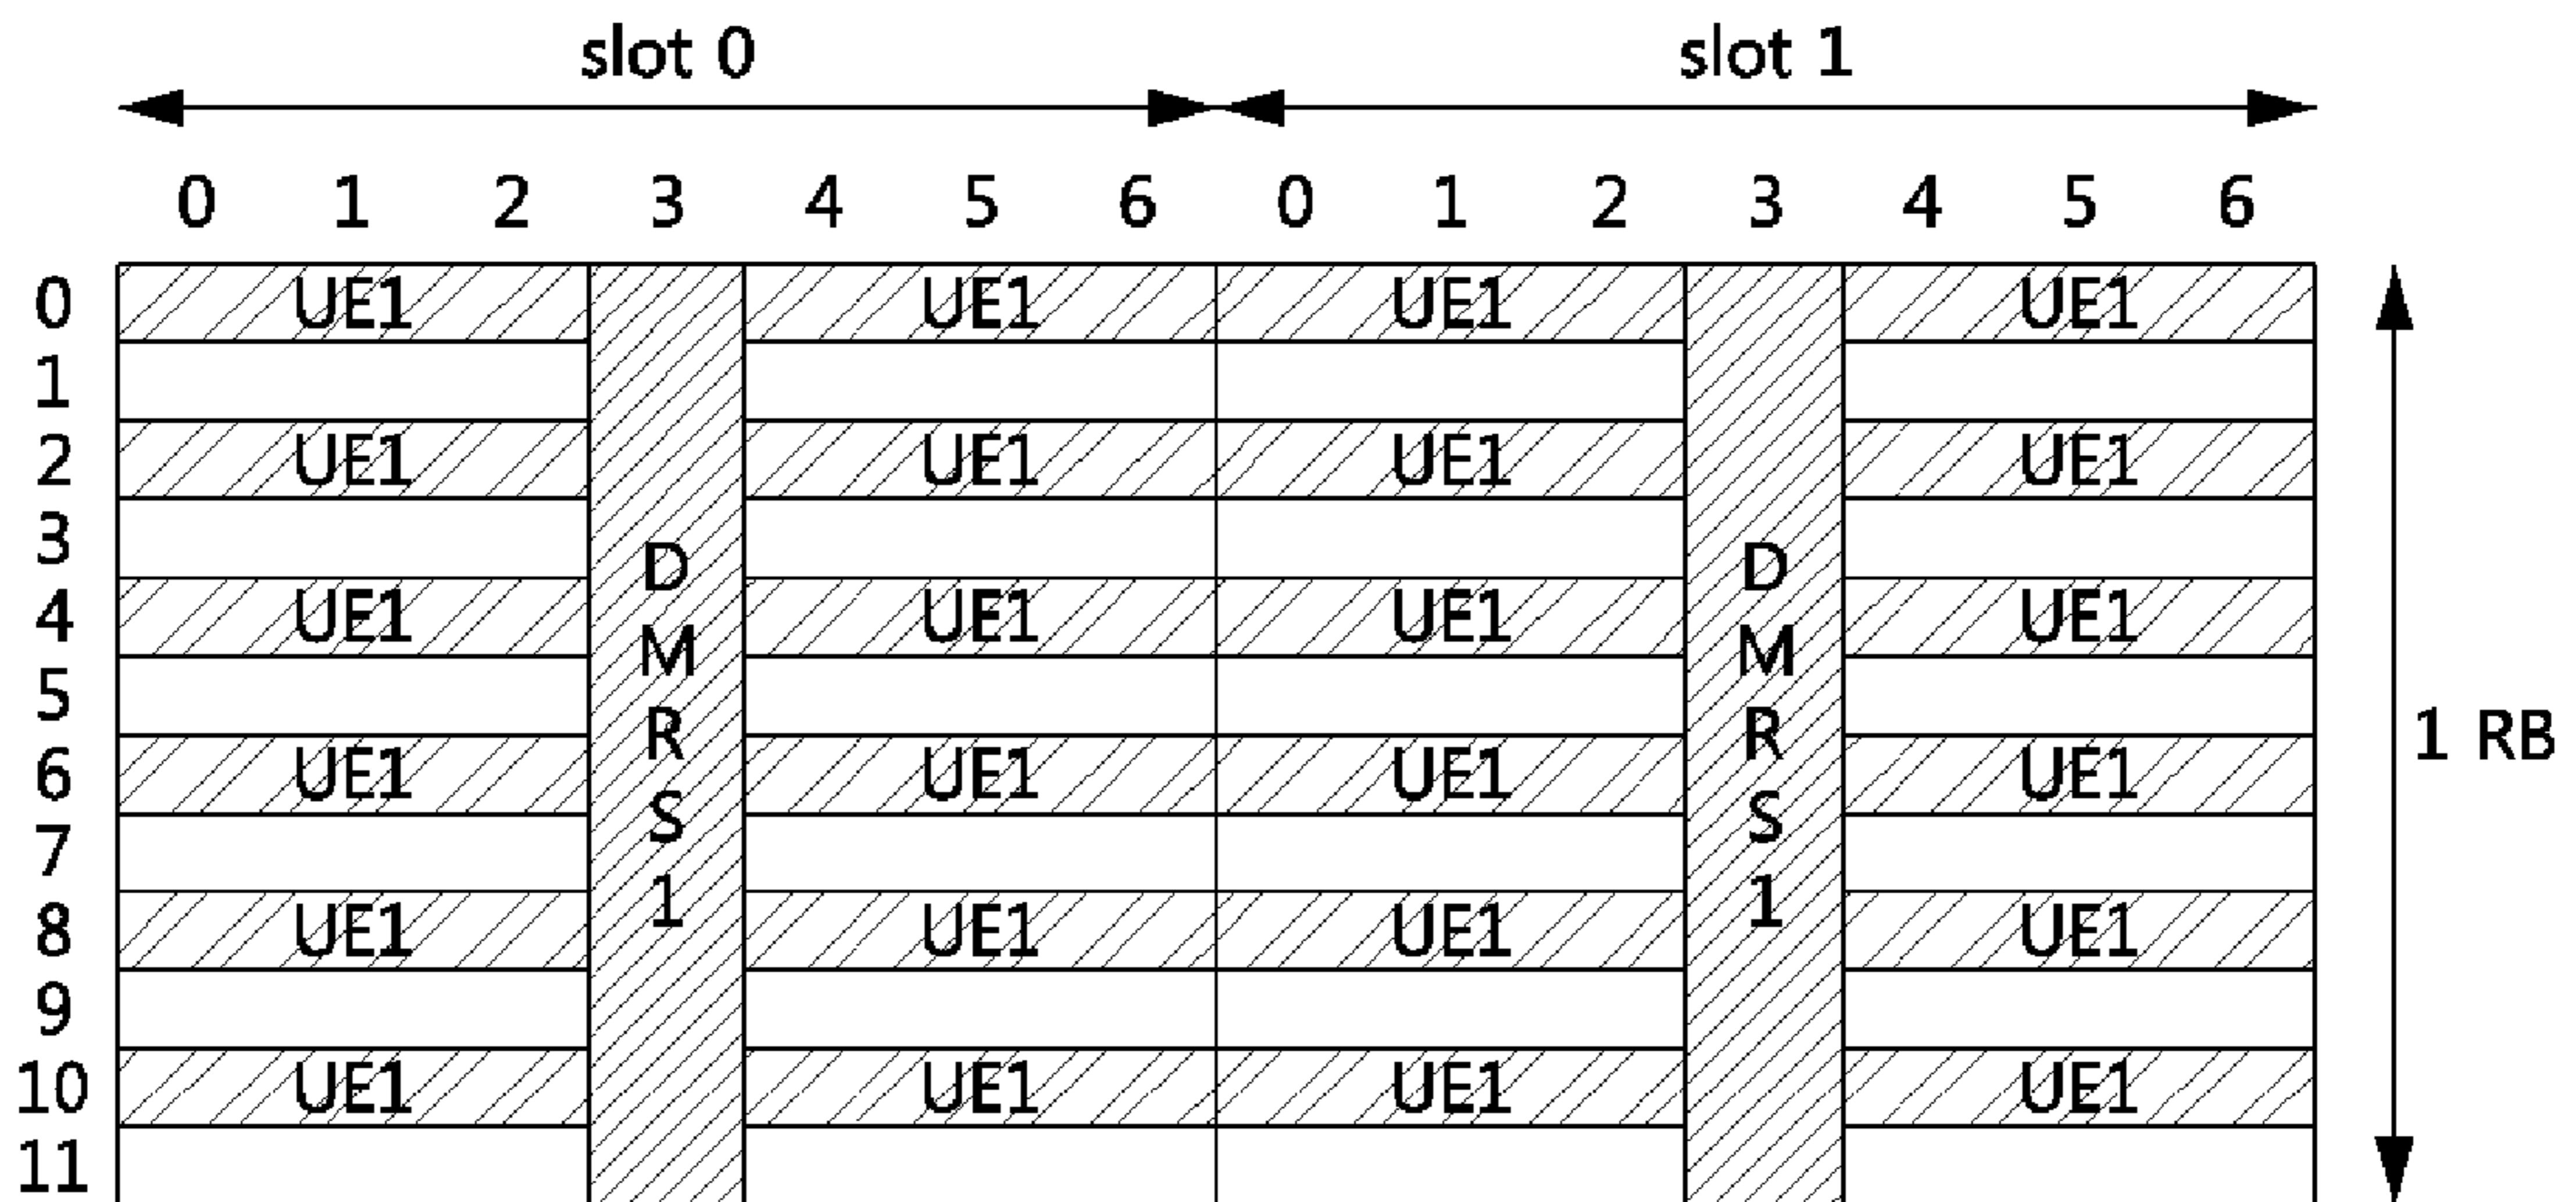 slot 0 slot 1
0 1 2 3 4 5 6 0 1 2 3 4 5 6
0 UE1 UE1 UE1 UE1
1
2 UE1 UE1 UE1 UE1
3
4 UE1 UE1 UE1 UE1
5
6 UE1 UE1 UE1 UE1
7
8 UE1 UE1 UE1 UE1
9
10 UE1 UE1 UE1 UE1
11
DMRS1
DMRS1
1 RB